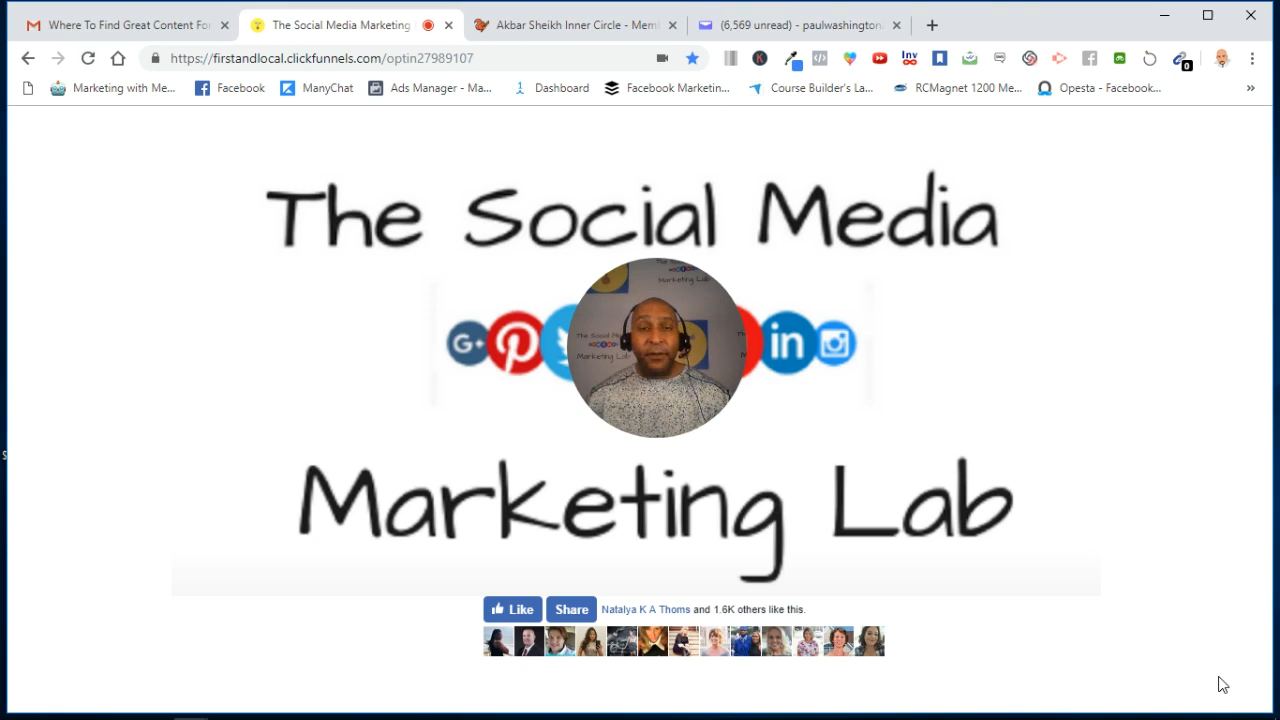 Where To Find Great Content For
The Social Media Marketing
Akbar Sheikh Inner Circle - Mem
(6,569 unread) - paulwashington
https://firstandlocal.clickfunnels.com/optin27989107
Inv
0
Marketing with Me...
Facebook
ManyChat
Ads Manager - Ma...
Dashboard
Facebook Marketin...
Course Builder's La...
RCMagnet 1200 Me...
Opesta - Facebook...
The Social Media
G+
in
Marketing Lab
Like
Share
Natalya K A Thoms and 1.6K others like this.